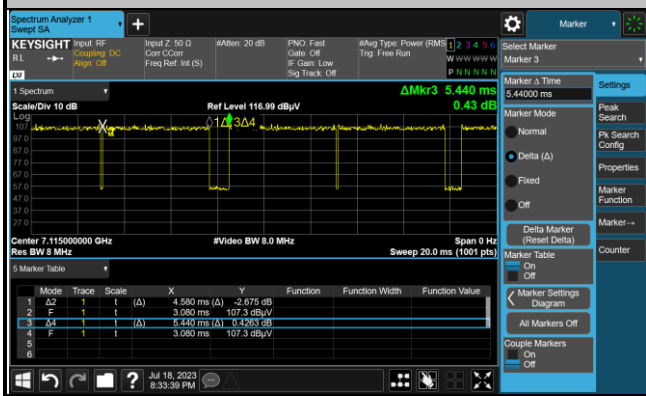 Spectrum Analyzer 1
Swept SA
+
Marker
KEYSIGHT Input: RF Input Z: 50 Ω #Atten: 20 dB PNO: Fast #Avg Type: Power (RMS 1 2 3 4 5 6
RL Coupling: DC Corr CCorr Gate: Off Trig: Free Run W W W W W W
Align: Off Freq Ref: Int (S) IF Gain: Low P N N N N N
Sig Track: Off
LXI
Select Marker
Marker 3
1 Spectrum
ΔMkr3 5.440 ms
Scale/Div 10 dB Ref Level 116.99 dBµV 0.43 dB
Log
107
97.0
87.0
77.0
67.0
57.0
47.0
37.0
27.0
1Δ 3Δ4
Center 7.115000000 GHz #Video BW 8.0 MHz Span 0 Hz
Res BW 8 MHz Sweep 20.0 ms (1001 pts)
5 Marker Table
Mode Trace Scale X Y Function Function Width Function Value
1 Δ2 1 t (Δ) 4.580 ms (Δ) -2.675 dB
2 F 1 t 3.080 ms 107.3 dBµV
3 Δ4 1 t (Δ) 5.440 ms (Δ) 0.4263 dB
4 F 1 t 3.080 ms 107.3 dBµV
5
6
Marker Δ Time
5.44000 ms
Marker Mode
Normal
Delta (Δ)
Fixed
Off
Delta Marker
(Reset Delta)
Marker Table
On
Off
Marker Settings
Diagram
All Markers Off
Couple Markers
On
Off
Settings
Peak
Search
Pk Search
Config
Properties
Marker
Function
Marker→
Counter
?
Jul 18, 2023
8:33:39 PM